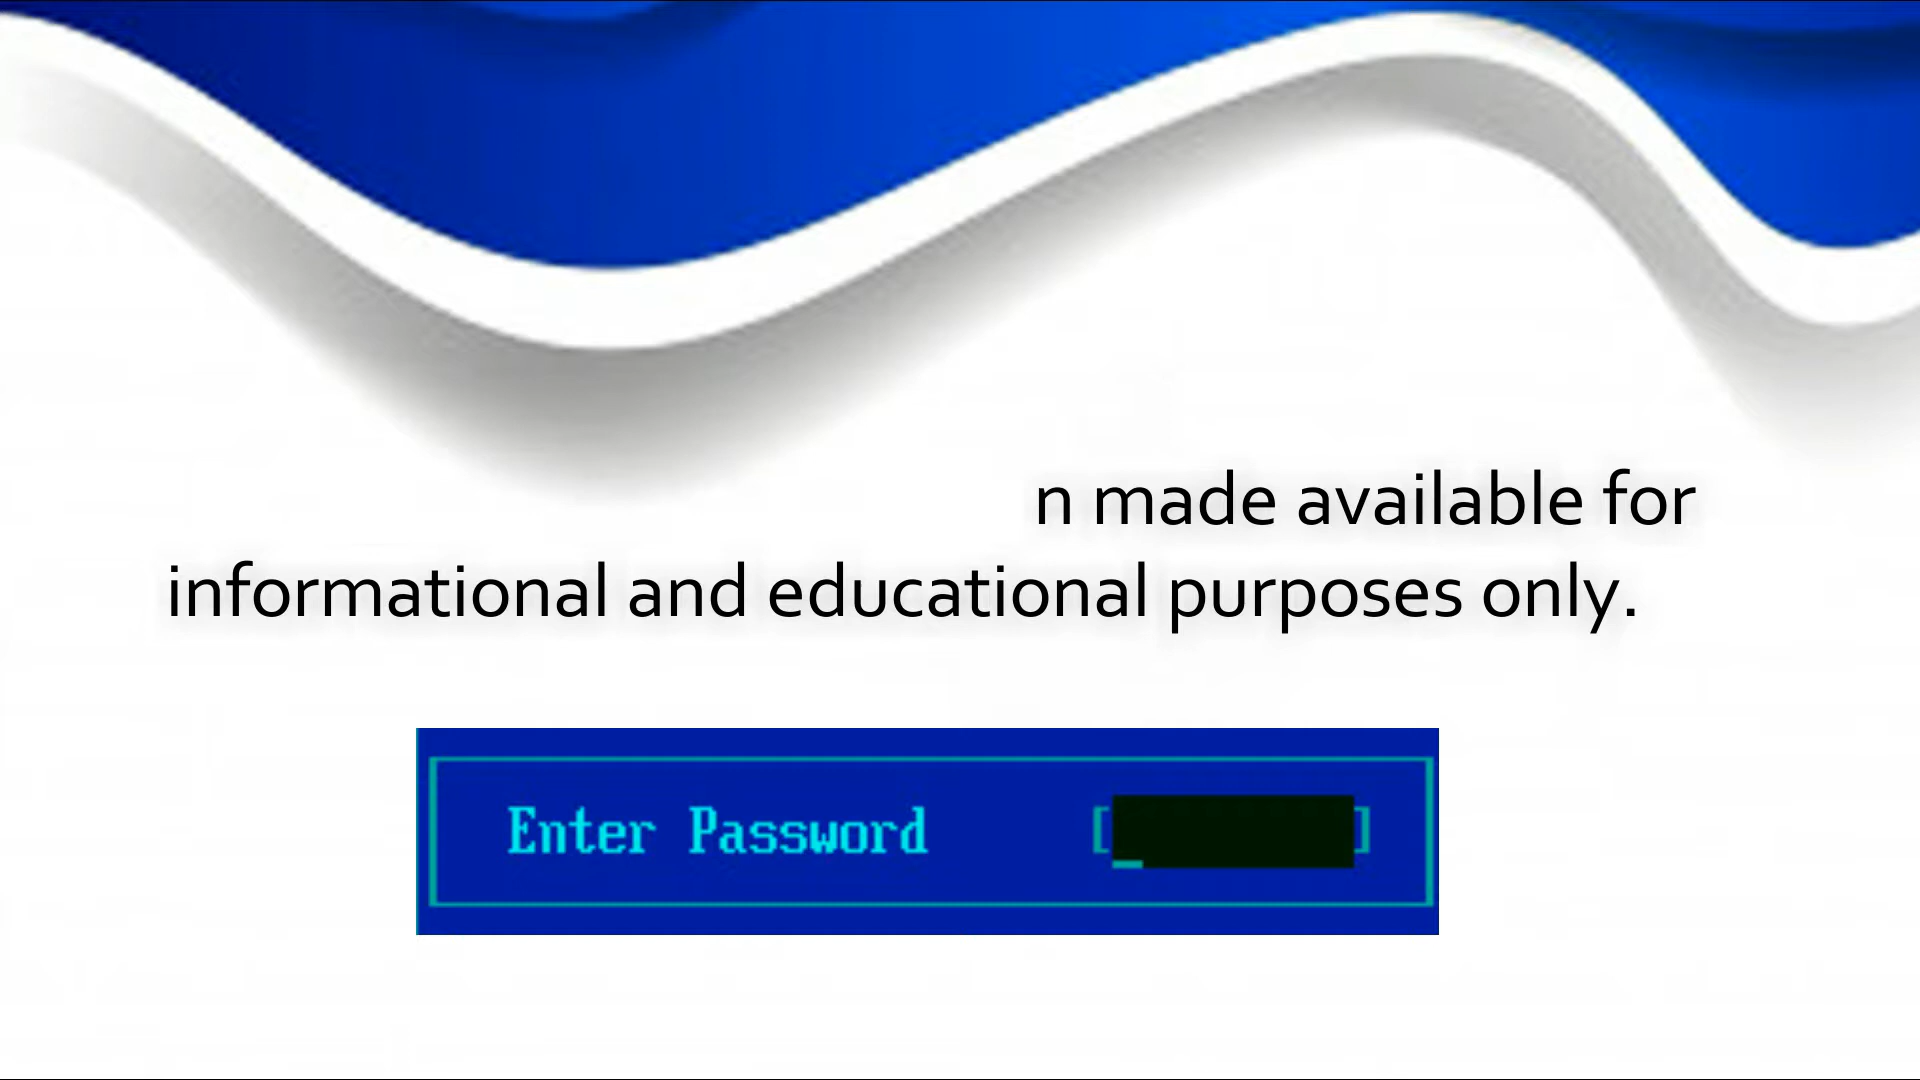 n made available for
informational and educational purposes only.
Enter Password [ ]